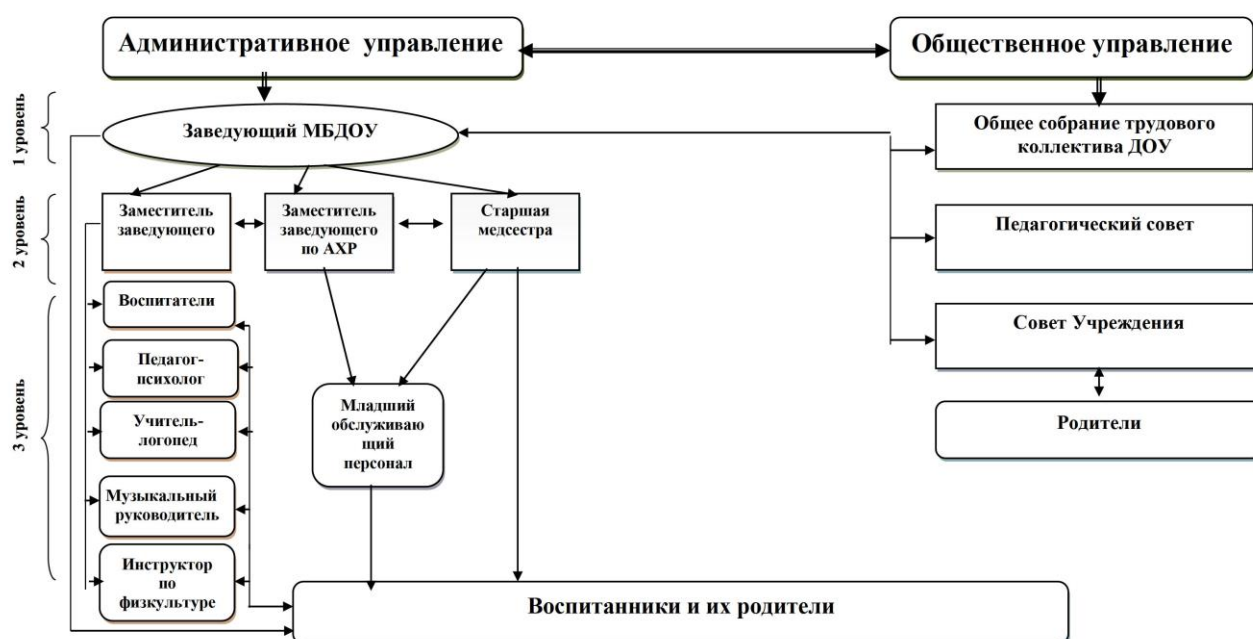 Административное управление
Общественное управление
1 уровень
Заведующий МБДОУ
Общее собрание трудового
коллектива ДОУ
2 уровень
Заместитель
заведующего
Заместитель
заведующего
по АХР
Старшая
медсестра
Педагогический совет
3 уровень
Воспитатели
Педагог-
психолог
Учитель-
логопед
Музыкальный
руководитель
Инструктор
по
физкультуре
Младший
обслуживаю
щий
персонал
Совет Учреждения
Родители
Воспитанники и их родители